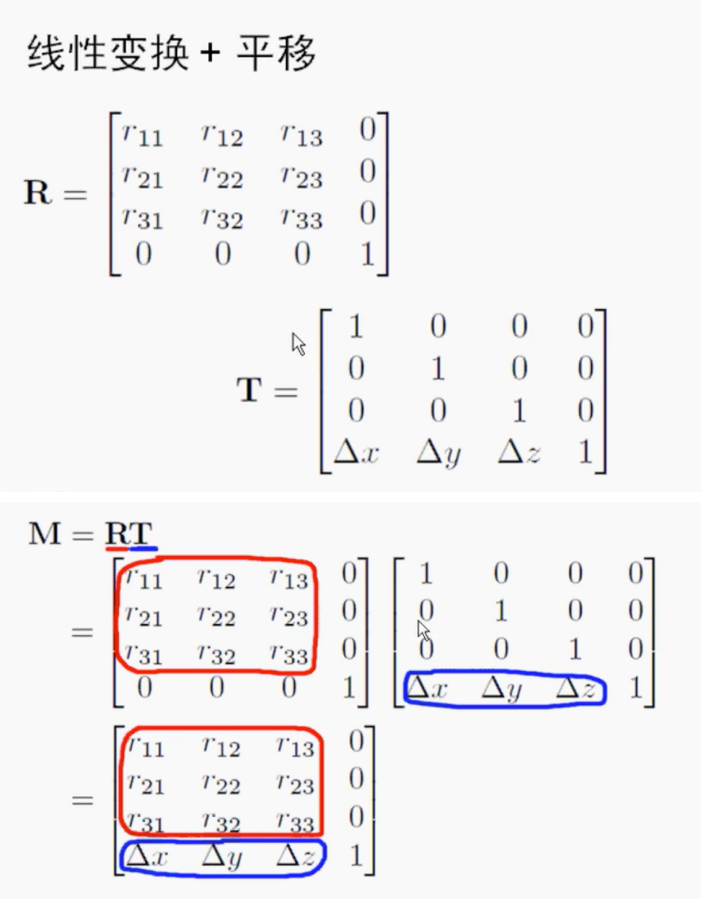 线性变换 + 平移
R =
r11 r12 r13 0
r21 r22 r23 0
r31 r32 r33 0
0 0 0 1
T =
1 0 0 0
0 1 0 0
0 0 1 0
Δx Δy Δz 1
M = RT
=
r11 r12 r13 0 1 0 0 0
r21 r22 r23 0 0 1 0 0
r31 r32 r33 0 0 0 1 0
0 0 0 1 Δx Δy Δz 1
=
r11 r12 r13 0
r21 r22 r23 0
r31 r32 r33 0
Δx Δy Δz 1